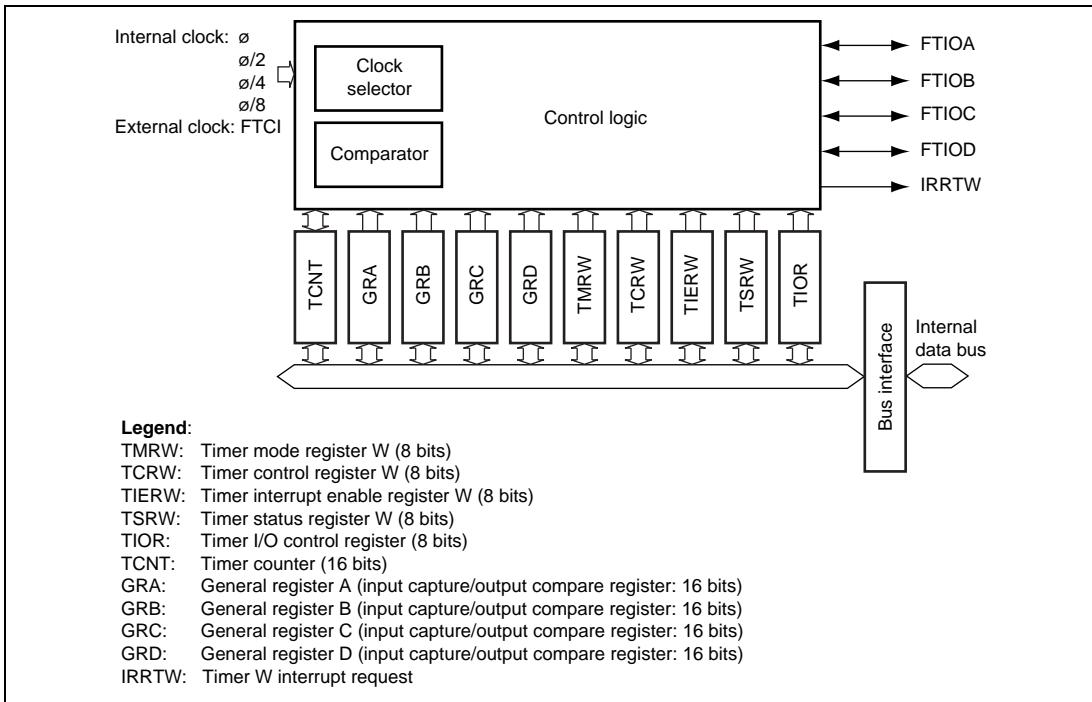 Internal clock: ø
ø/2
ø/4
ø/8
External clock: FTCI
Clock
selector
Comparator
Control logic
FTIOA
FTIOB
FTIOC
FTIOD
IRRTW
TCNT
GRA
GRB
GRC
GRD
TMRW
TCRW
TIERW
TSRW
TIOR
Bus interface
Internal
data bus
Legend:
TMRW: Timer mode register W (8 bits)
TCRW: Timer control register W (8 bits)
TIERW: Timer interrupt enable register W (8 bits)
TSRW: Timer status register W (8 bits)
TIOR: Timer I/O control register (8 bits)
TCNT: Timer counter (16 bits)
GRA: General register A (input capture/output compare register: 16 bits)
GRB: General register B (input capture/output compare register: 16 bits)
GRC: General register C (input capture/output compare register: 16 bits)
GRD: General register D (input capture/output compare register: 16 bits)
IRRTW: Timer W interrupt request